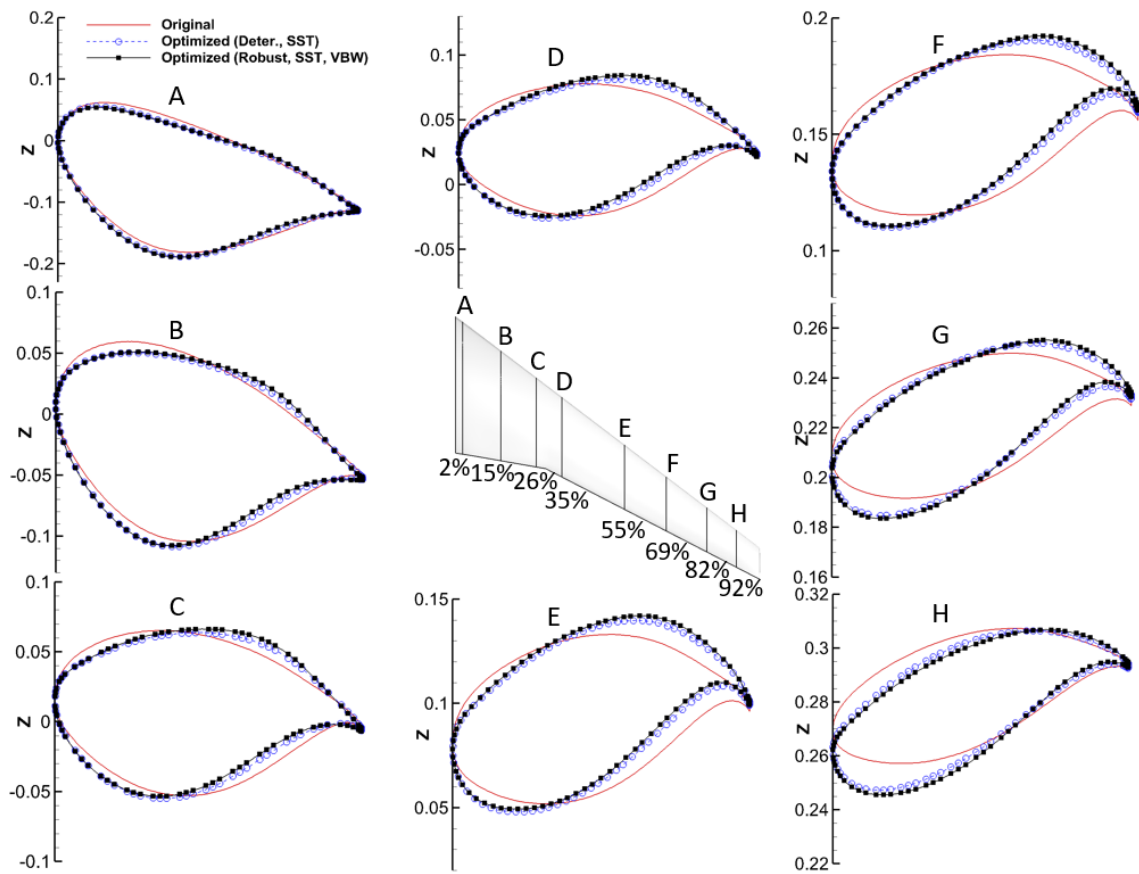 Original
Optimized (Deter., SST)
Optimized (Robust, SST, VBW)
0.2
0.1
0
-0.1
-0.2
Z
A
0.1
0.05
0
-0.05
Z
D
0.2
0.15
0.1
Z
F
0.1
0.05
0
-0.05
-0.1
Z
B
A
B
C
D
E
F
G
H
2%
15%
26%
35%
55%
69%
82%
92%
0.26
0.24
0.22
0.2
0.18
0.16
Z
G
0.1
0.05
0
-0.05
-0.1
Z
C
0.15
0.1
0.05
Z
E
0.32
0.3
0.28
0.26
0.24
0.22
Z
H